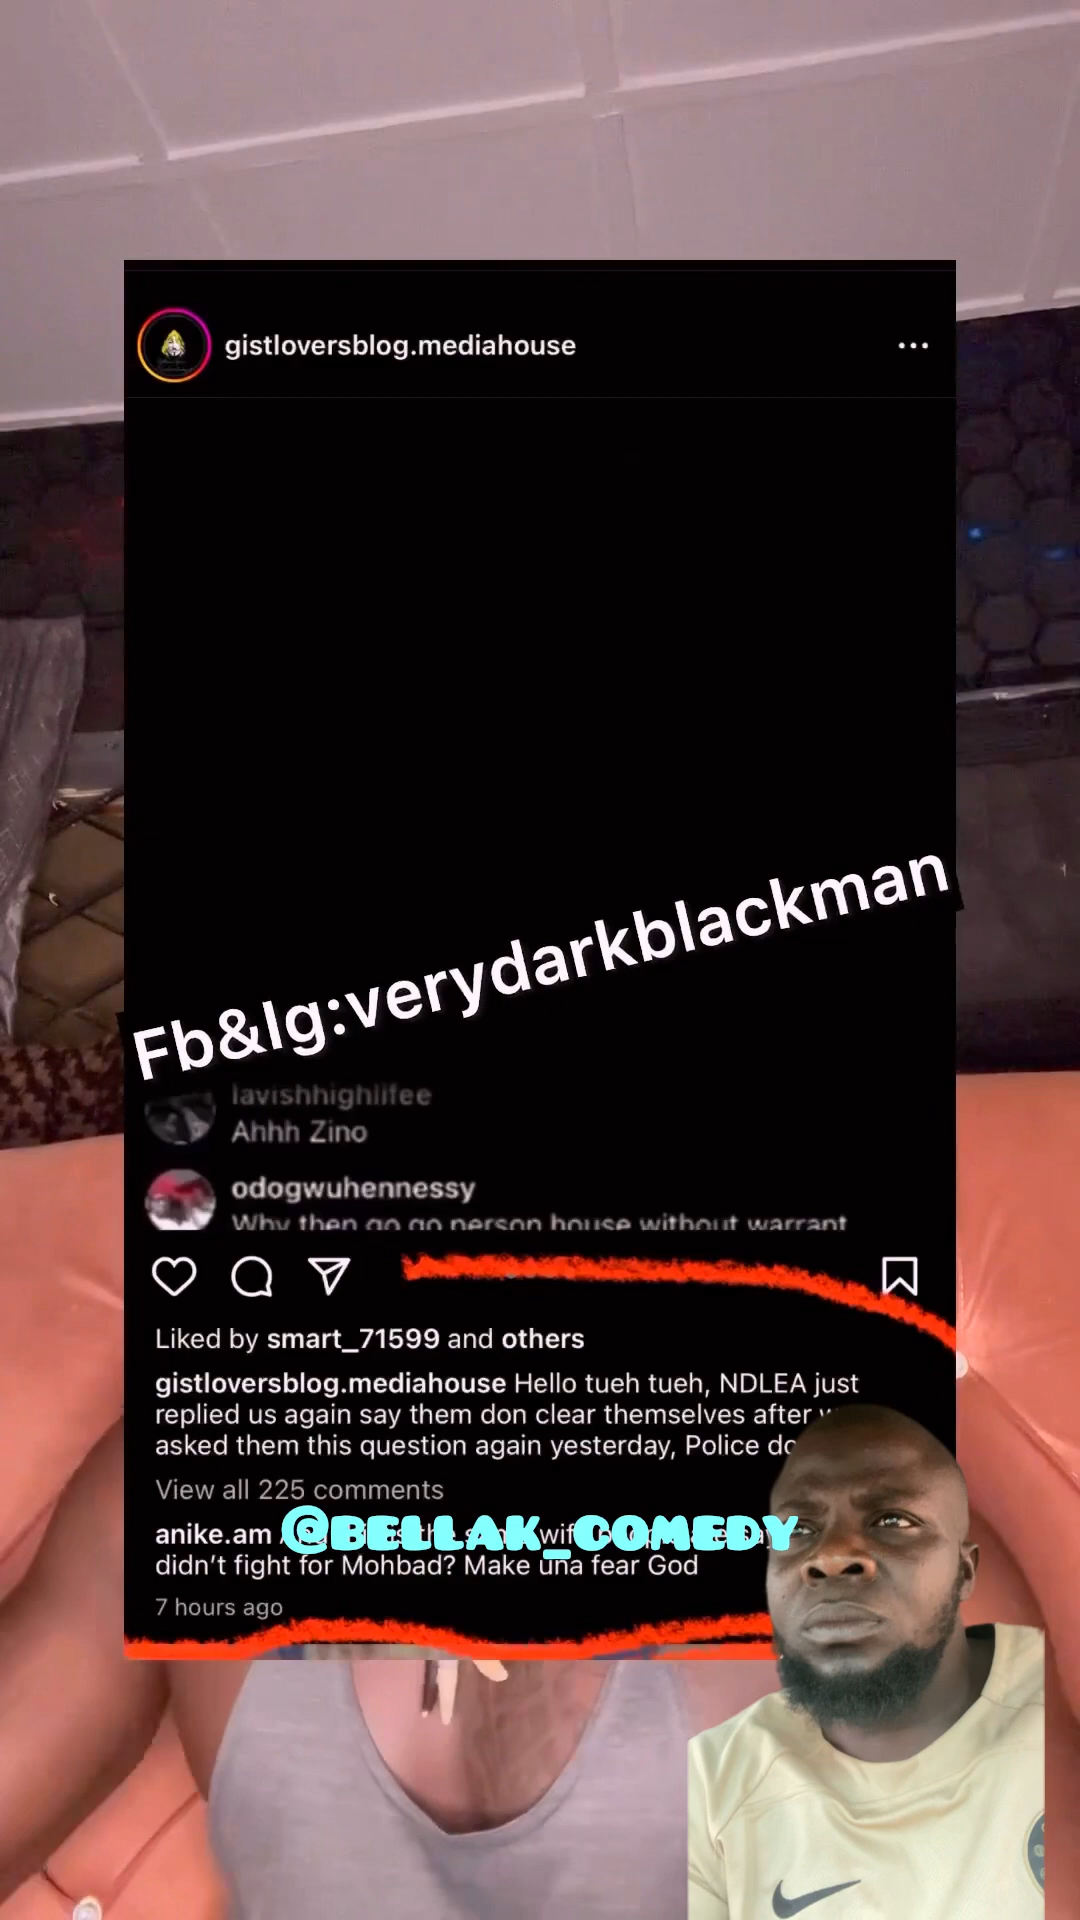 gistloversblog.mediahouse
Fb&Ig:verydarkblackman
lavishhighlifee
Ahhh Zino
odogwuhennessy
Why then go go person house without warrant
Liked by smart_71599 and others
gistloversblog.mediahouse Hello tueh tueh, NDLEA just
replied us again say them don clear themselves after
asked them this question again yesterday, Police
View all 225 comments
anike.am
@BELLAK_COMEDY
didn't fight for Mohbad? Make una fear God
7 hours ago